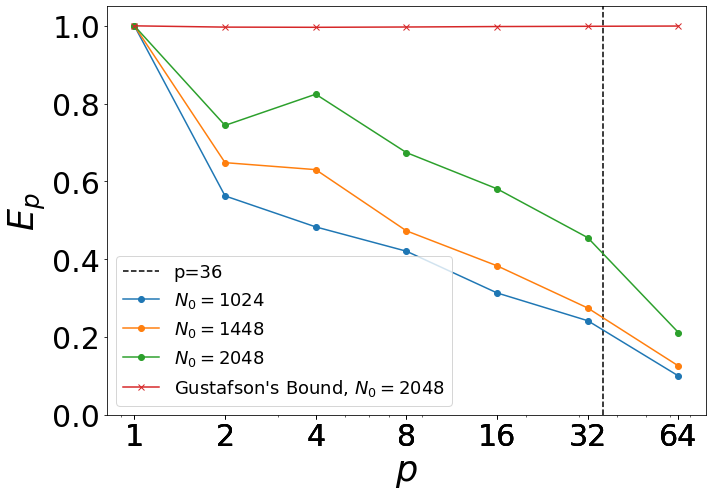 1.0
0.8
0.6
0.4
0.2
0.0
E_p
p=36
N_0 = 1024
N_0 = 1448
N_0 = 2048
Gustafson's Bound, N_0 = 2048
1 2 4 8 16 32 64
p